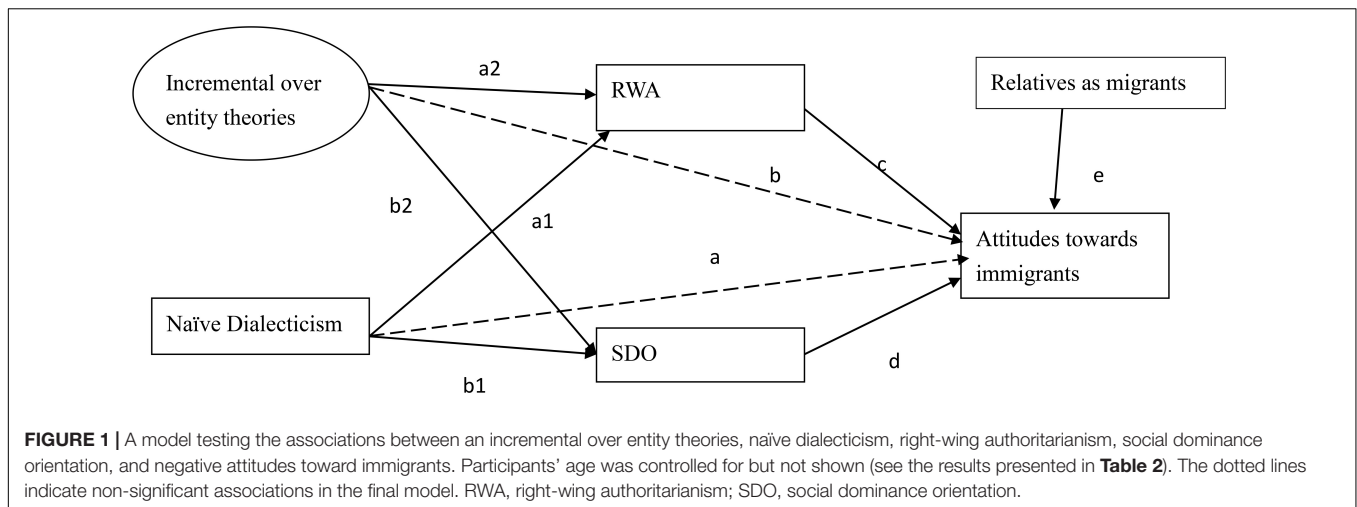 Incremental over
entity theories
a2
RWA
Relatives as migrants
c
b
e
b2
a1
Attitudes towards
immigrants
a
Naïve Dialecticism
SDO
d
b1
FIGURE 1 | A model testing the associations between an incremental over entity theories, naïve dialecticism, right-wing authoritarianism, social dominance
orientation, and negative attitudes toward immigrants. Participants’ age was controlled for but not shown (see the results presented in Table 2). The dotted lines
indicate non-significant associations in the final model. RWA, right-wing authoritarianism; SDO, social dominance orientation.